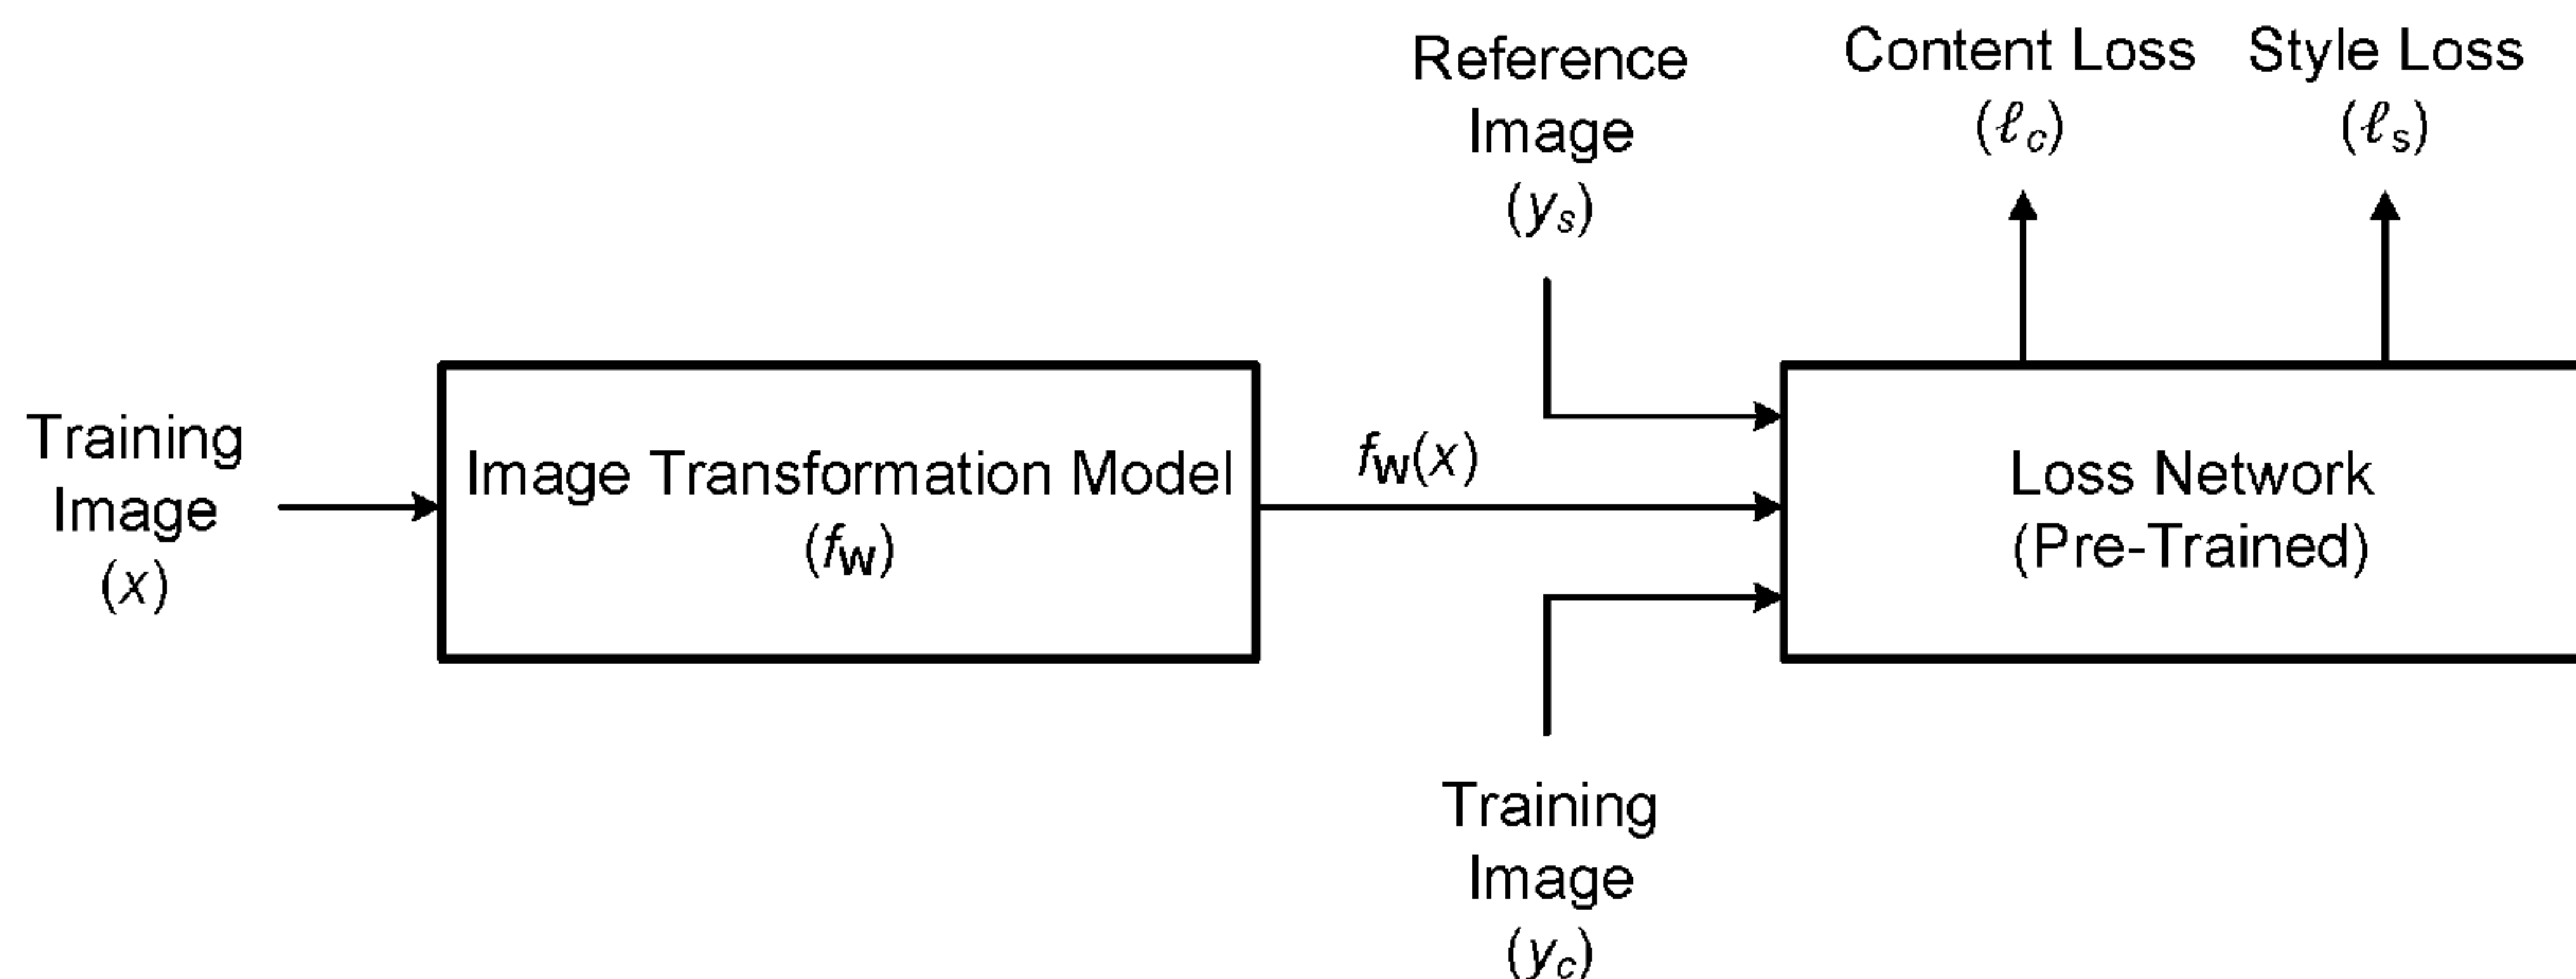 Training
Image
(x)
Image Transformation Model
(fw)
fw(x)
Reference
Image
(ys)
Training
Image
(yc)
Loss Network
(Pre-Trained)
Content Loss
(ℓc)
Style Loss
(ℓs)